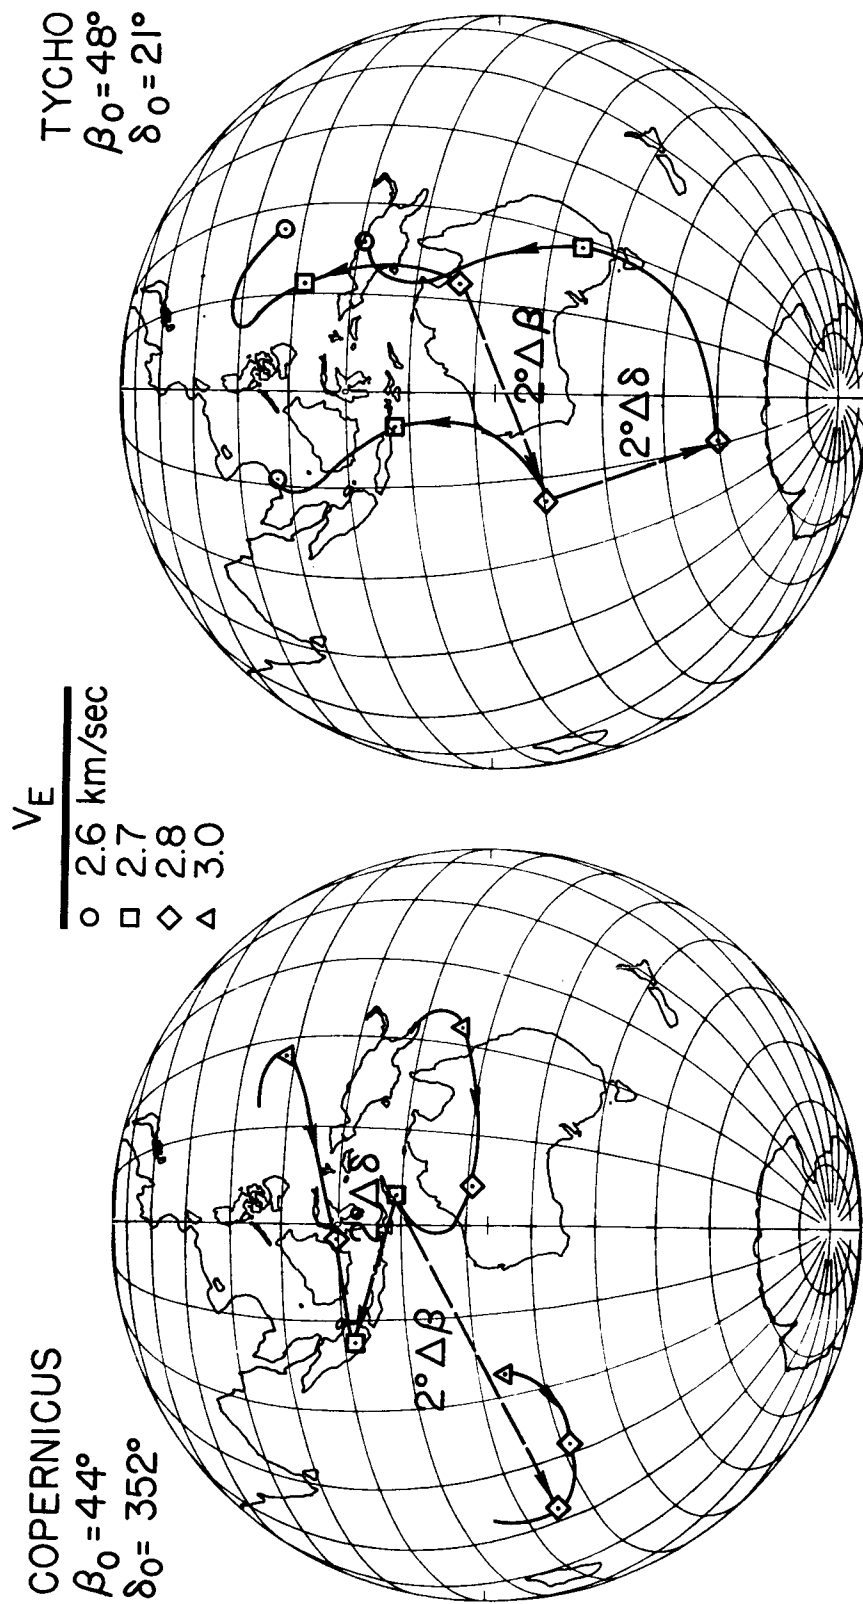 COPERNICUS
β₀=44°
δ₀=352°
V_E
○ 2.6 km/sec
□ 2.7
◇ 2.8
△ 3.0
TYCHO
β₀=48°
δ₀=21°
2°Δδ
2°Δβ
2°Δβ
2°Δδ